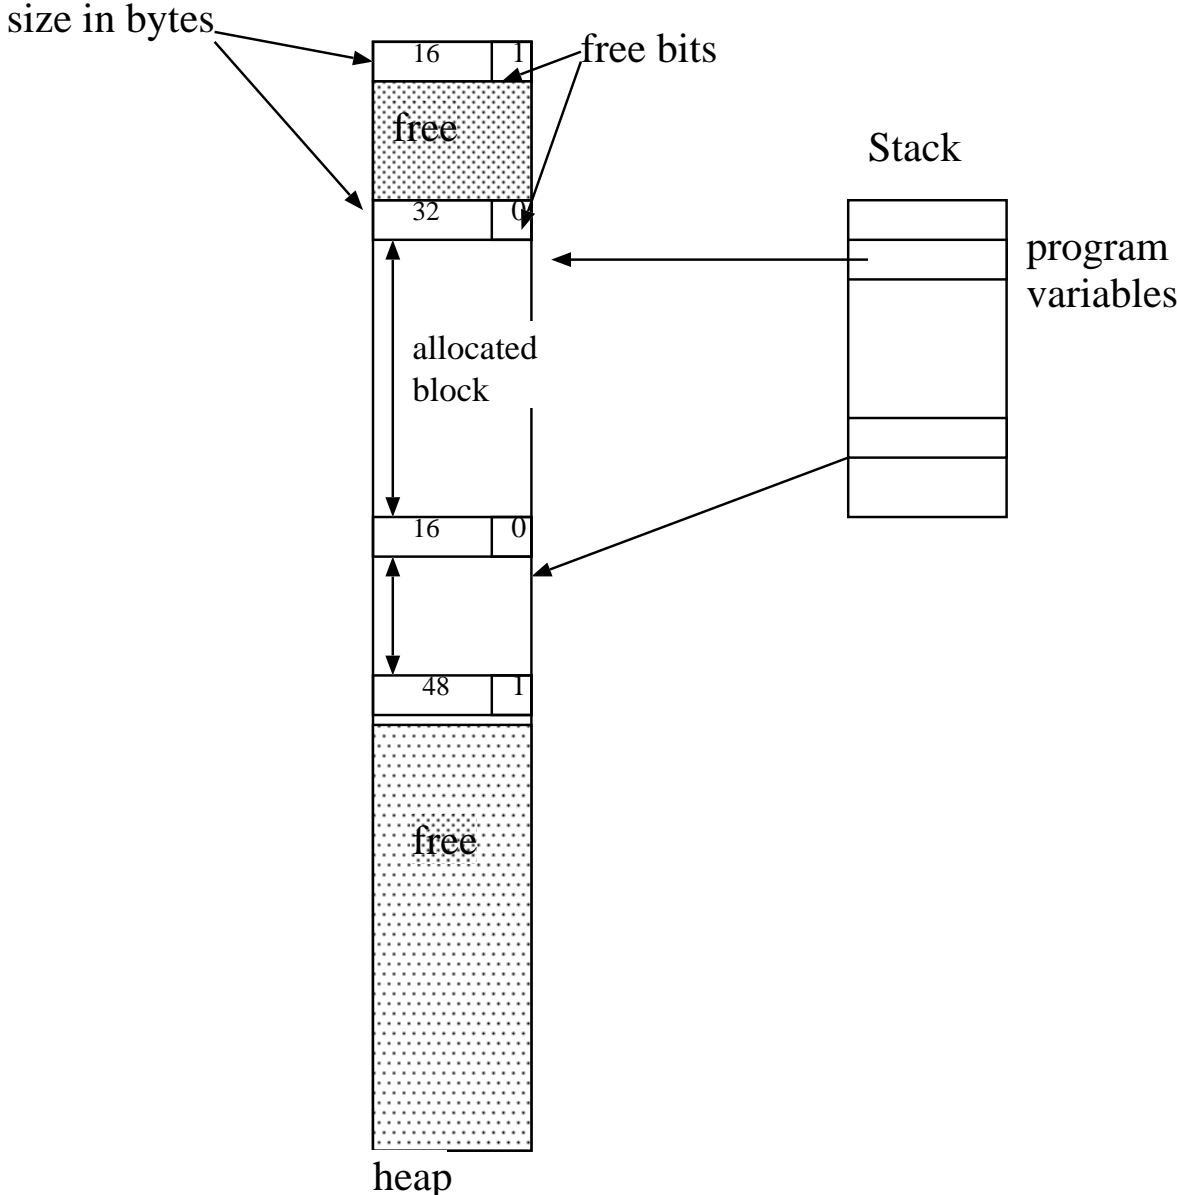 size in bytes
16 1
free bits
free
Stack
32 0
program
variables
allocated
block
16 0
48 1
free
heap